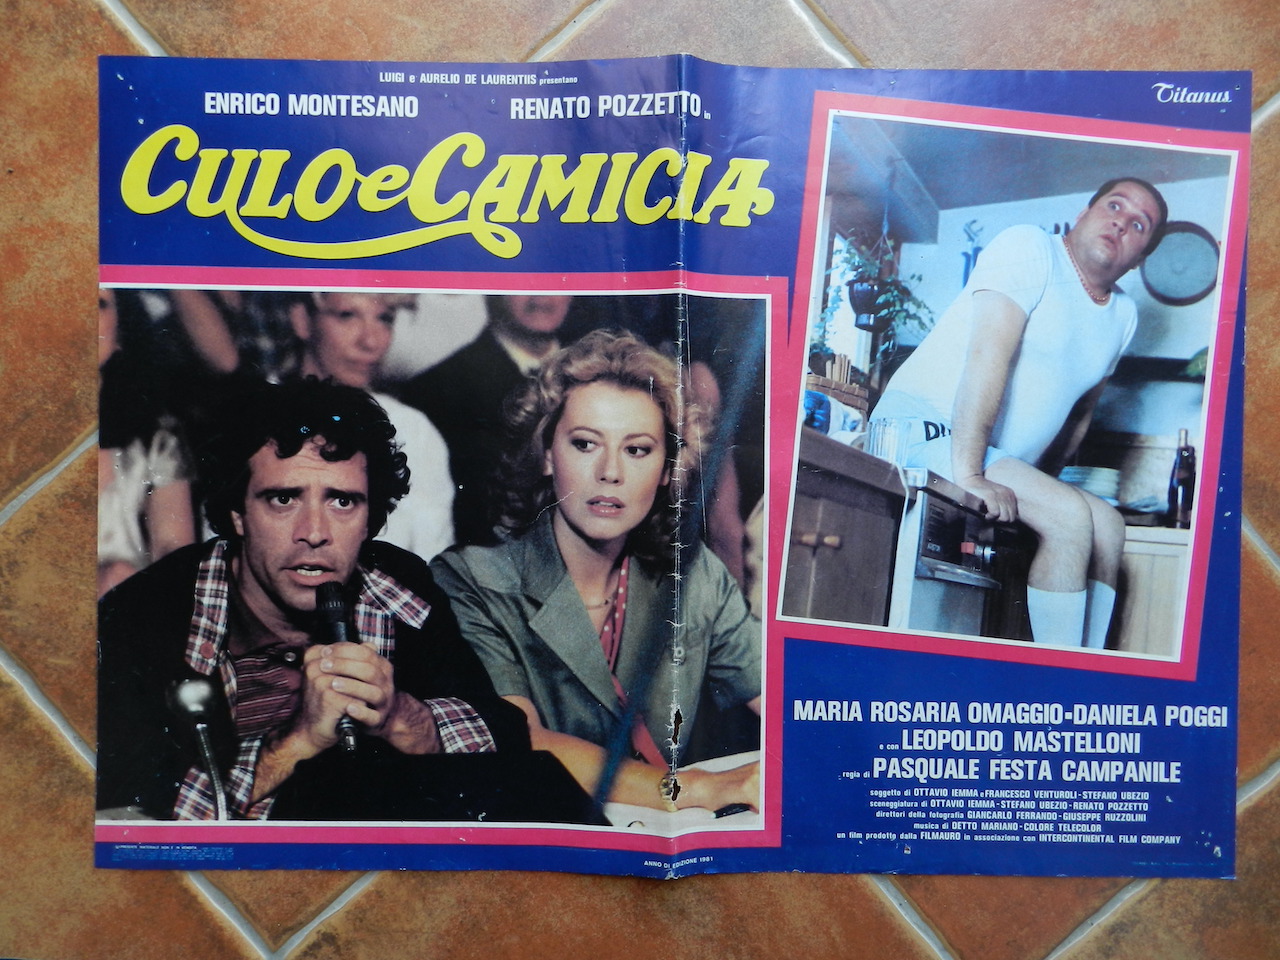 LUIGI e AURELIO DE LAURENTIIS presentano
ENRICO MONTESANO RENATO POZZETTO in
CULO e CAMICIA
Titanus
MARIA ROSARIA OMAGGIO-DANIELA POGGI
e con LEOPOLDO MASTELLONI
regia di PASQUALE FESTA CAMPANILE
soggetto di OTTAVIO IEMMA e FRANCESCO VENTUROLI-STEFANO UBEZIO
sceneggiatura di OTTAVIO IEMMA-STEFANO UBEZIO-RENATO POZZETTO
direttori della fotografia GIANCARLO FERRANDO-GIUSEPPE RUZZOLINI
musica di DETTO MARIANO-COLORE TELECOLOR
un film prodotto dalla FILMAURO in associazione con INTERCONTINENTAL FILM COMPANY
ANNO DI EDIZIONE 1981